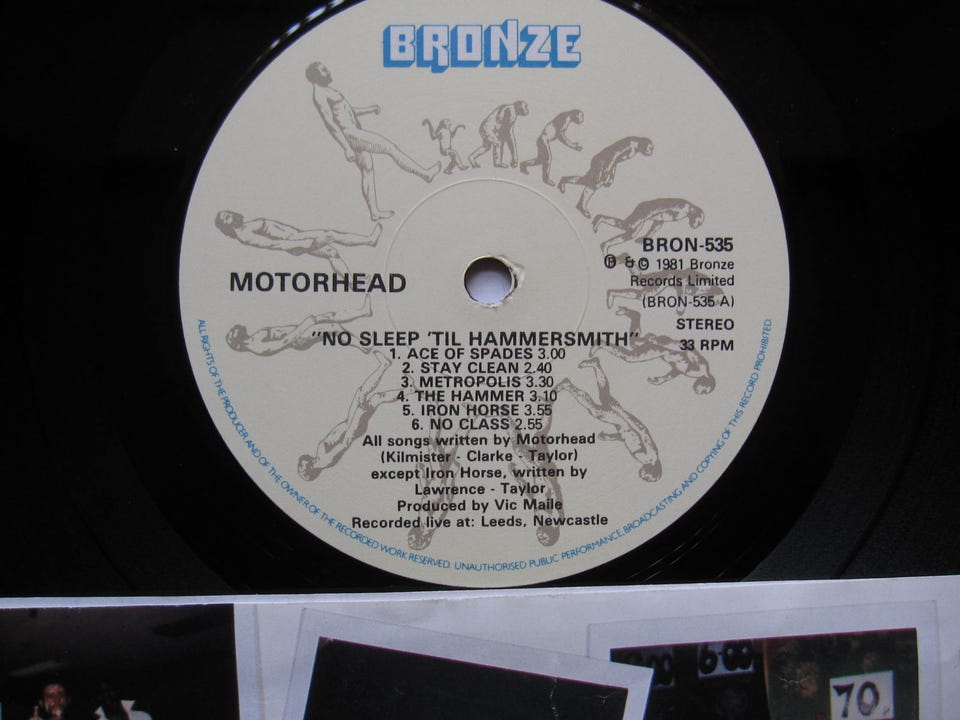 BRONZE
MOTORHEAD
BRON-535
Ⓟ & © 1981 Bronze
Records Limited
(BRON-535 A)
STEREO
33 RPM
"NO SLEEP 'TIL HAMMERSMITH"
1. ACE OF SPADES 3.00
2. STAY CLEAN 2.40
3. METROPOLIS 3.30
4. THE HAMMER 3.10
5. IRON HORSE 3.55
6. NO CLASS 2.55
All songs written by Motorhead
(Kilmister - Clarke - Taylor)
except Iron Horse, written by
Lawrence - Taylor
Produced by Vic Maile
Recorded live at: Leeds, Newcastle
ALL RIGHTS OF THE PRODUCER AND OF THE OWNER OF THE RECORDED WORK RESERVED. UNAUTHORISED PUBLIC PERFORMANCE, BROADCASTING AND COPYING OF THIS RECORD PROHIBITED.
6.00
70